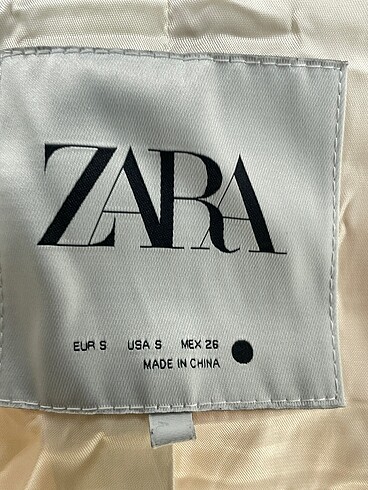 ZARA
EUR S USA S MEX 26
MADE IN CHINA